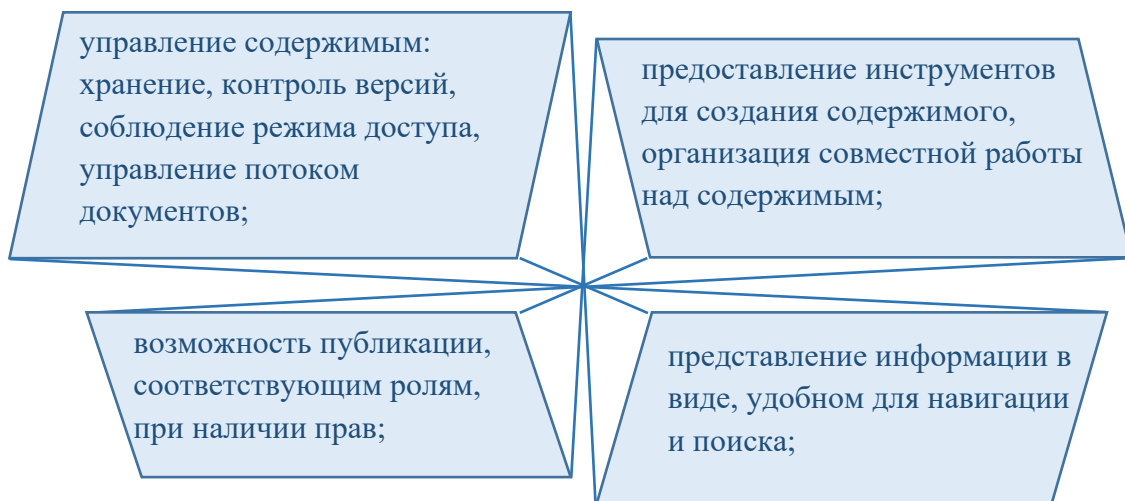 управление содержимым:
хранение, контроль версий,
соблюдение режима доступа,
управление потоком
документов;
предоставление инструментов
для создания содержимого,
организация совместной работы
над содержимым;
возможность публикации,
соответствующим ролям,
при наличии прав;
представление информации в
виде, удобном для навигации
и поиска;